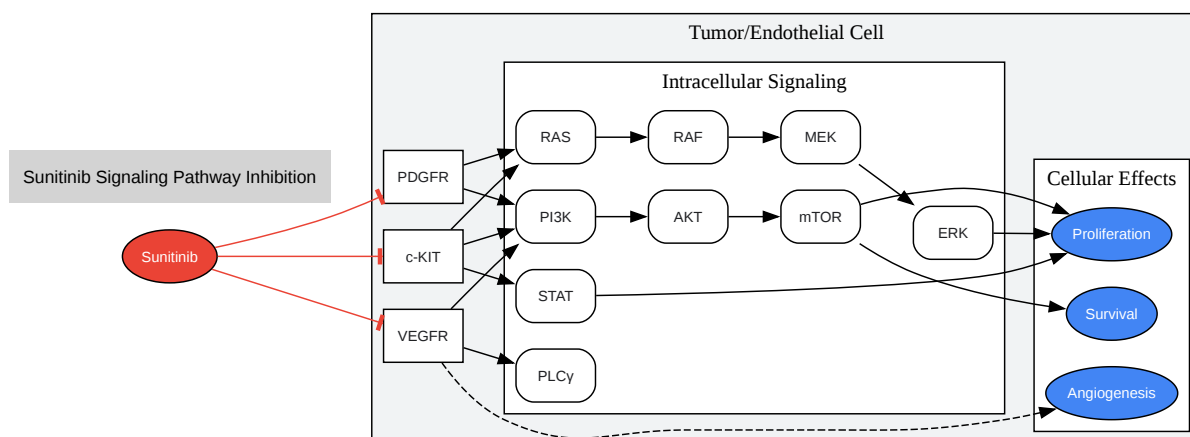 Tumor/Endothelial Cell
Intracellular Signaling
RAS
RAF
MEK
Sunitinib Signaling Pathway Inhibition
PDGFR
Cellular Effects
PI3K
AKT
mTOR
ERK
Proliferation
Sunitinib
c-KIT
STAT
Survival
VEGFR
PLCγ
Angiogenesis